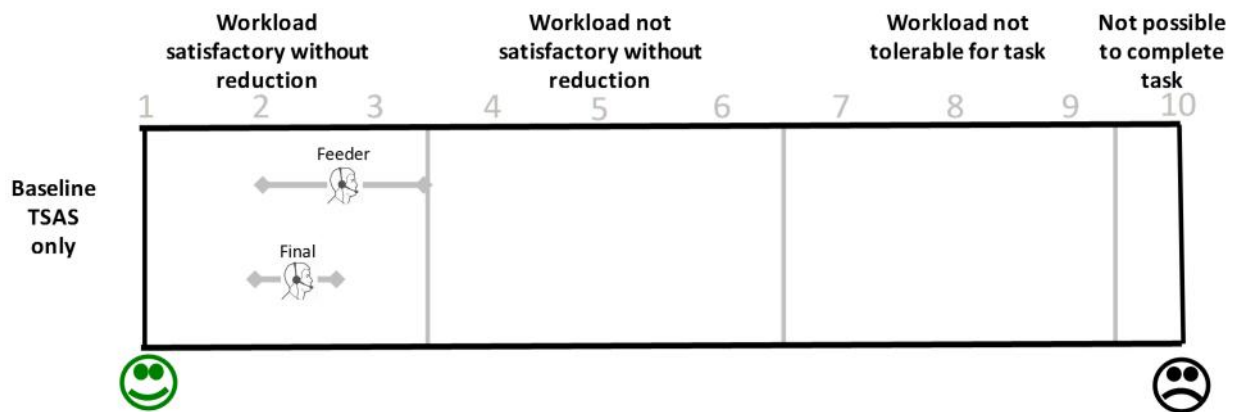 Workload
satisfactory without
reduction
Workload not
satisfactory without
reduction
Workload not
tolerable for task
Not possible
to complete
task
1 2 3 4 5 6 7 8 9 10
Baseline
TSAS
only
Feeder
Final